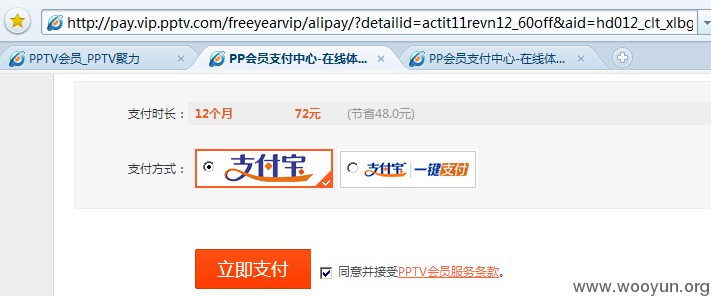 http://pay.vip.pptv.com/freeyearvip/alipay/?detailid=actit11revn12_60off&aid=hd012_clt_xlbg
PPTV会员_PPTV聚力
PP会员支付中心-在线体...
PP会员支付中心-在线体...
支付时长： 12个月 72元 (节省48.0元)
支付方式： 支付宝 支付宝 一键支付
立即支付 同意并接受PPTV会员服务条款。
www.wooyun.org